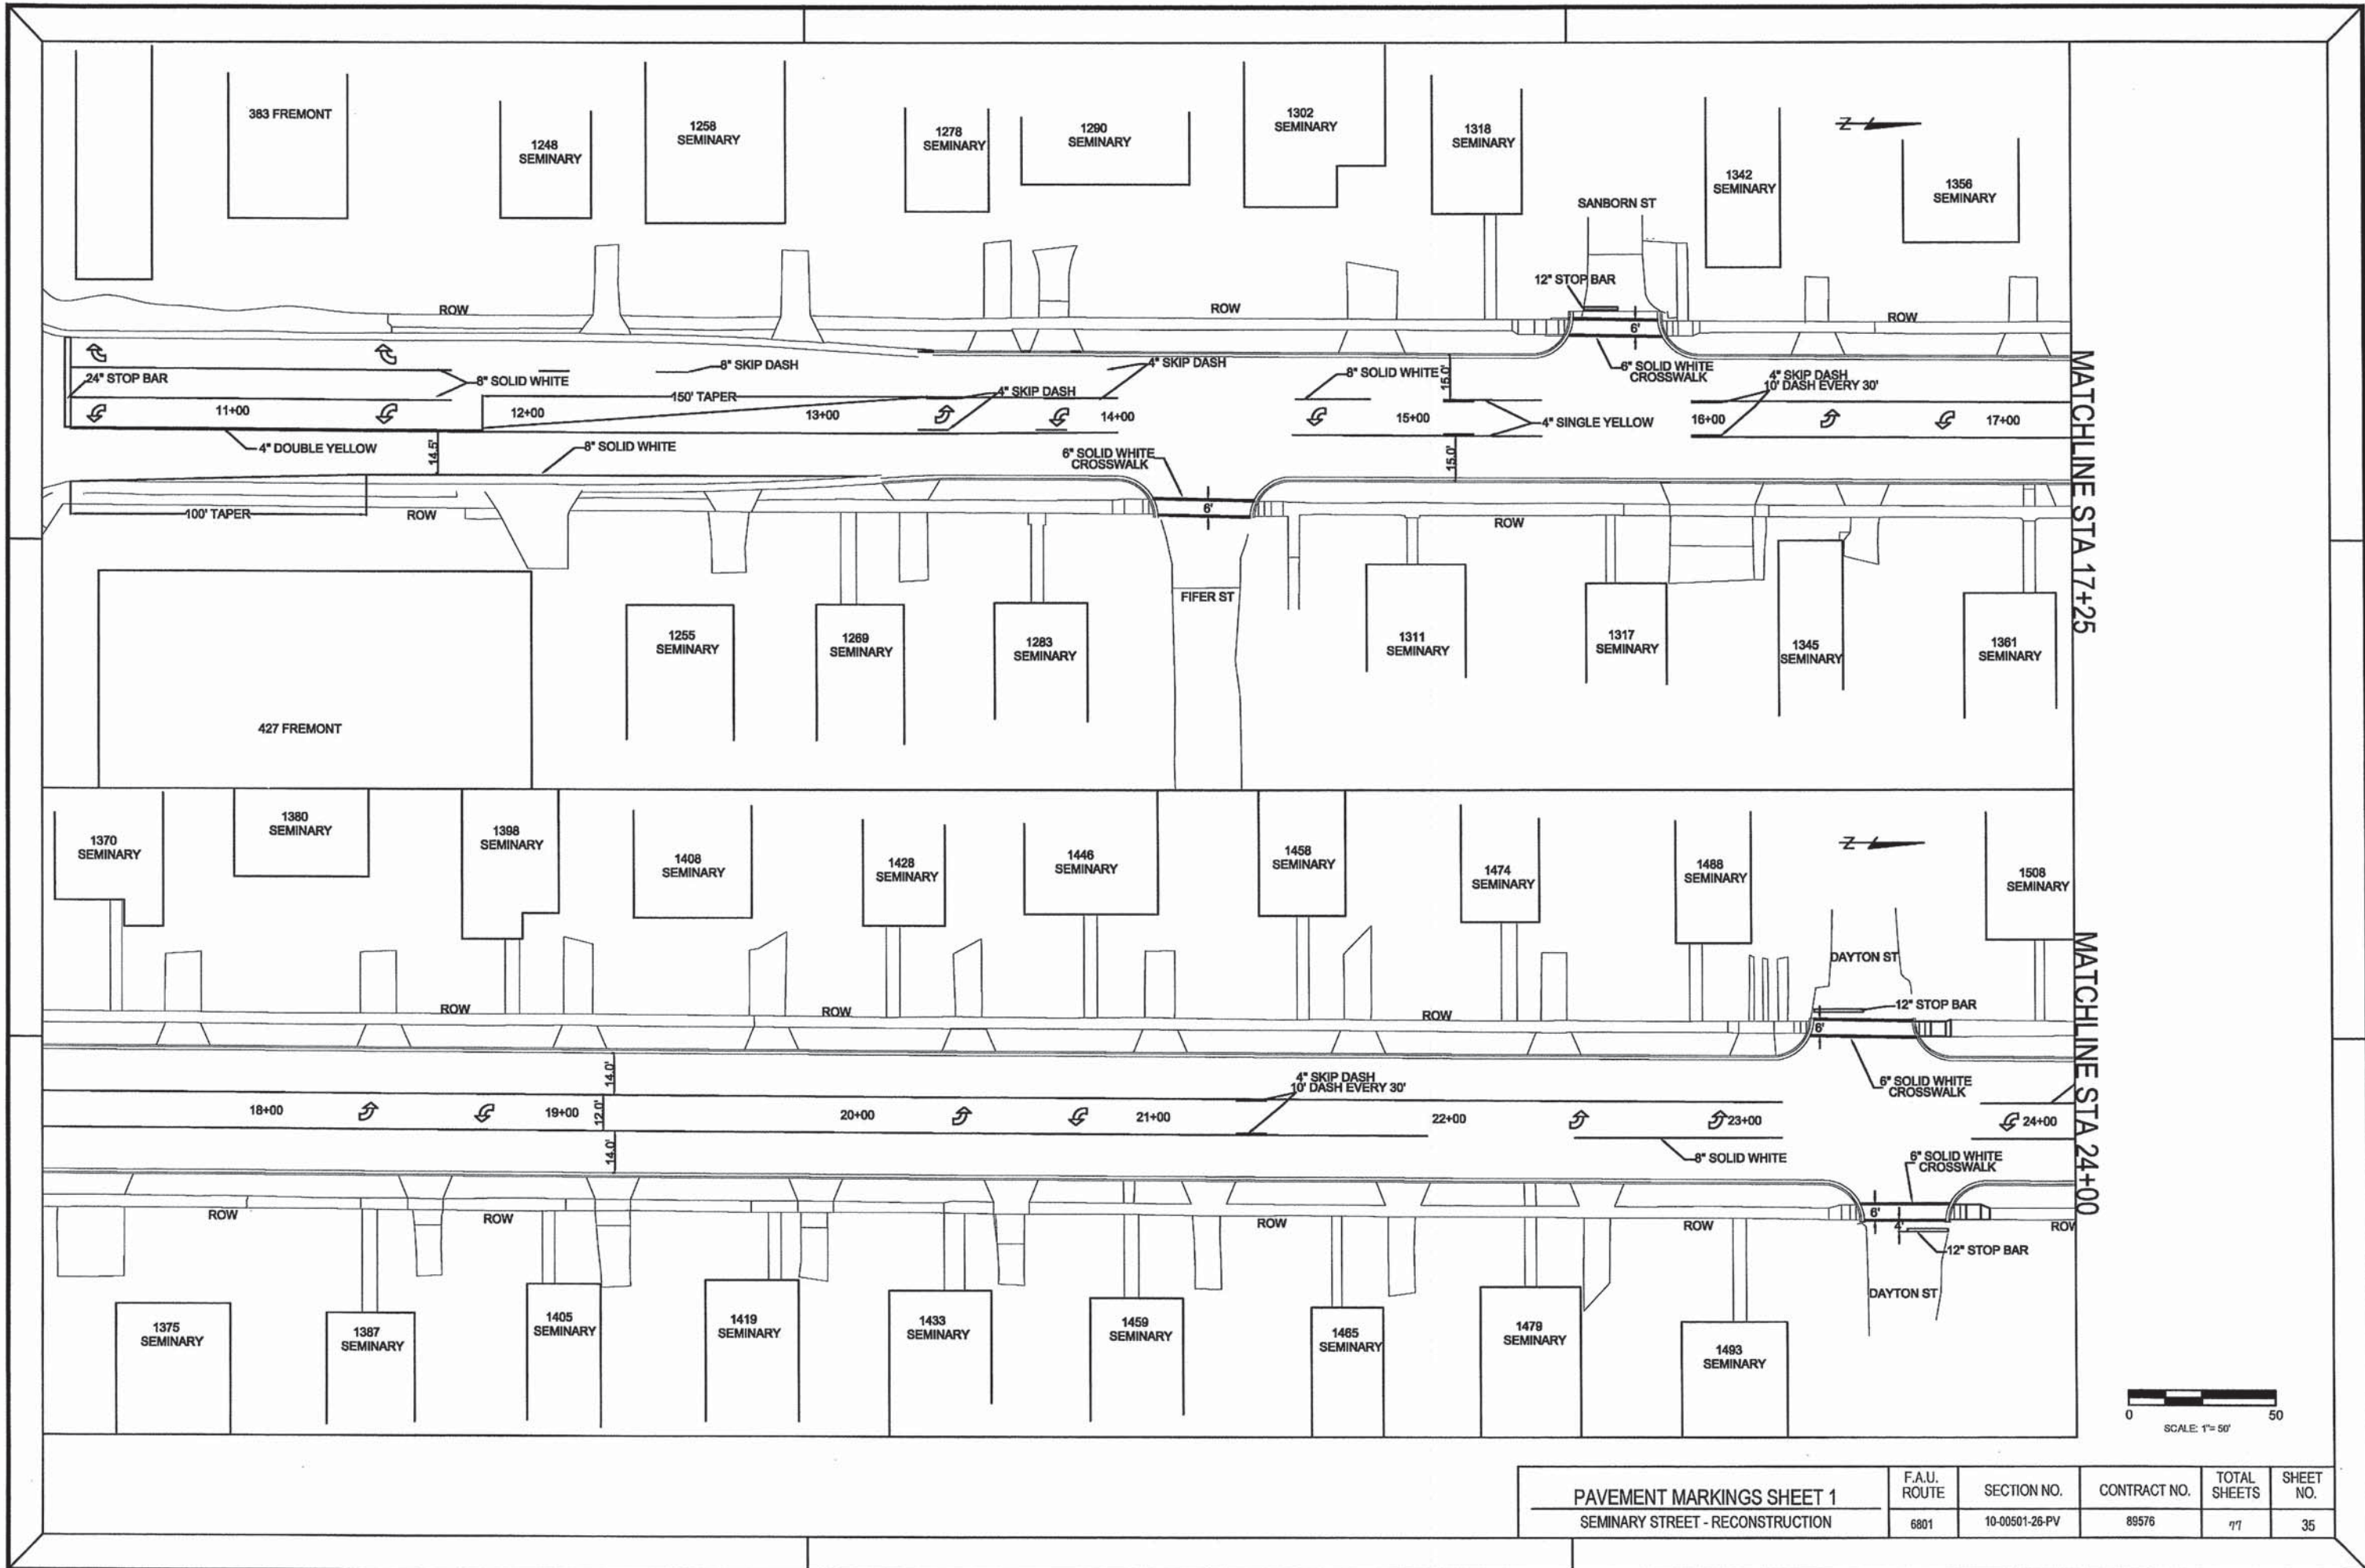 383 FREMONT
1248
SEMINARY
1258
SEMINARY
1278
SEMINARY
1290
SEMINARY
1302
SEMINARY
1318
SEMINARY
1342
SEMINARY
1356
SEMINARY
Z
SANBORN ST
12" STOP BAR
ROW
ROW
ROW
6'
24" STOP BAR
8" SOLID WHITE
8" SKIP DASH
4" SKIP DASH
4" SKIP DASH
8" SOLID WHITE
15.0'
6" SOLID WHITE
CROSSWALK
4" SKIP DASH
10' DASH EVERY 30'
150' TAPER
11+00
12+00
13+00
14+00
15+00
4" SINGLE YELLOW
16+00
17+00
4" DOUBLE YELLOW
14.5'
8" SOLID WHITE
6" SOLID WHITE
CROSSWALK
15.0'
100' TAPER
ROW
6'
ROW
MATCHLINE STA 17+25
FIFER ST
427 FREMONT
1255
SEMINARY
1269
SEMINARY
1283
SEMINARY
1311
SEMINARY
1317
SEMINARY
1345
SEMINARY
1361
SEMINARY
1370
SEMINARY
1380
SEMINARY
1398
SEMINARY
1408
SEMINARY
1428
SEMINARY
1446
SEMINARY
1458
SEMINARY
1474
SEMINARY
1488
SEMINARY
Z
1508
SEMINARY
DAYTON ST
12" STOP BAR
ROW
ROW
ROW
6'
14.0'
4" SKIP DASH
10' DASH EVERY 30'
6" SOLID WHITE
CROSSWALK
18+00
19+00
12.0'
20+00
21+00
22+00
23+00
24+00
14.0'
8" SOLID WHITE
6" SOLID WHITE
CROSSWALK
MATCHLINE STA 24+00
ROW
ROW
ROW
ROW
6'
4'
ROW
12" STOP BAR
DAYTON ST
1375
SEMINARY
1387
SEMINARY
1405
SEMINARY
1419
SEMINARY
1433
SEMINARY
1459
SEMINARY
1465
SEMINARY
1479
SEMINARY
1493
SEMINARY
0
50
SCALE: 1"= 50'
PAVEMENT MARKINGS SHEET 1
SEMINARY STREET - RECONSTRUCTION
F.A.U.
ROUTE
6801
SECTION NO.
10-00501-26-PV
CONTRACT NO.
89576
TOTAL
SHEETS
77
SHEET
NO.
35